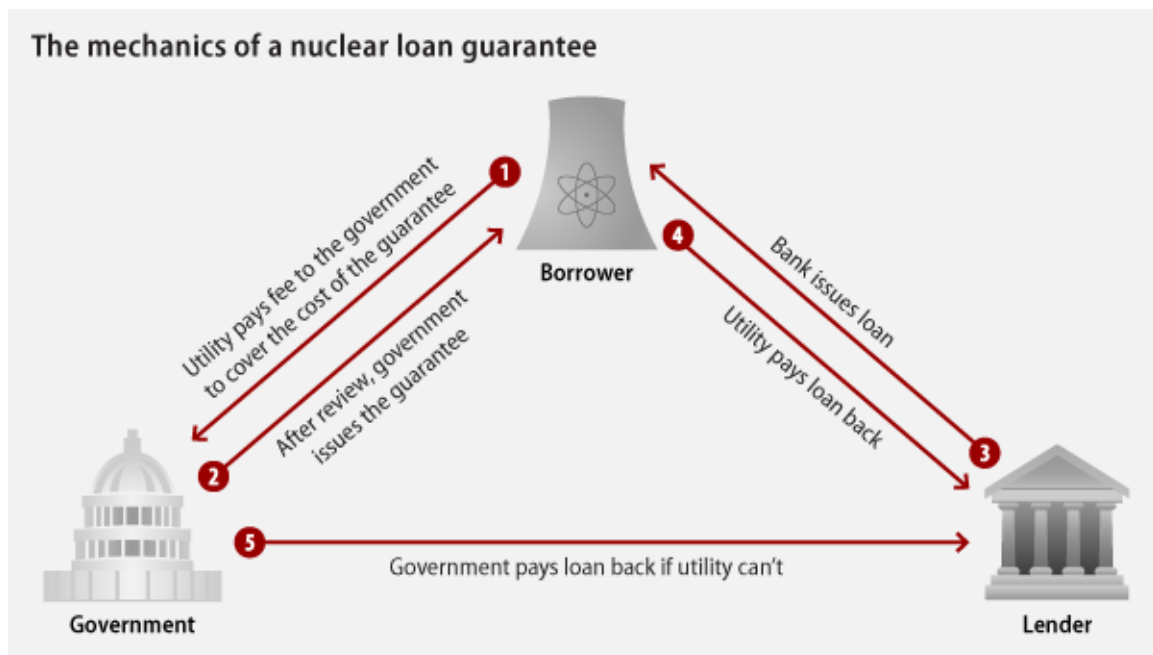 The mechanics of a nuclear loan guarantee
1
Utility pays fee to the government
to cover the cost of the guarantee
2
After review, government
issues the guarantee
Borrower
3
Bank issues loan
4
Utility pays loan back
5
Government pays loan back if utility can't
Government
Lender